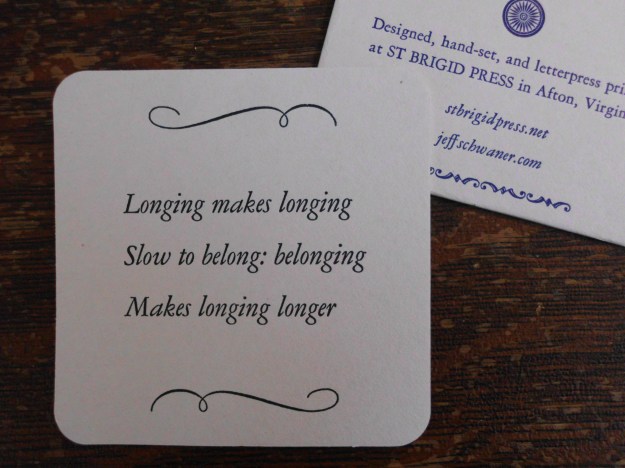 Longing makes longing
Slow to belong: belonging
Makes longing longer
Designed, hand-set, and letterpress
at ST BRIGID PRESS in Afton,
stbrigidpress.net
jeffschwaner.com